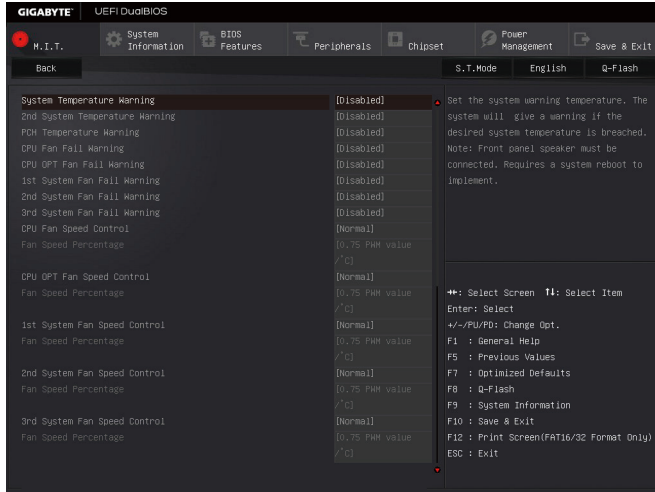 GIGABYTE™ UEFI DualBIOS
M.I.T.
System Information
BIOS Features
Peripherals
Chipset
Power Management
Save & Exit
Back
S.T.Mode English Q-Flash
System Temperature Warning [Disabled]
2nd System Temperature Warning [Disabled]
PCH Temperature Warning [Disabled]
CPU Fan Fail Warning [Disabled]
CPU OPT Fan Fail Warning [Disabled]
1st System Fan Fail Warning [Disabled]
2nd System Fan Fail Warning [Disabled]
3rd System Fan Fail Warning [Disabled]
CPU Fan Speed Control [Normal]
Fan Speed Percentage [0.75 PWM value
/°C]
CPU OPT Fan Speed Control [Normal]
Fan Speed Percentage [0.75 PWM value
/°C]
1st System Fan Speed Control [Normal]
Fan Speed Percentage [0.75 PWM value
/°C]
2nd System Fan Speed Control [Normal]
Fan Speed Percentage [0.75 PWM value
/°C]
3rd System Fan Speed Control [Normal]
Fan Speed Percentage [0.75 PWM value
/°C]
Set the system warning temperature. The
system will give a warning if the
desired system temperature is breached.
Note: Front panel speaker must be
connected. Requires a system reboot to
implement.
→←: Select Screen ↑↓: Select Item
Enter: Select
+/-/PU/PD: Change Opt.
F1 : General Help
F5 : Previous Values
F7 : Optimized Defaults
F8 : Q-Flash
F9 : System Information
F10 : Save & Exit
F12 : Print Screen(FAT16/32 Format Only)
ESC : Exit